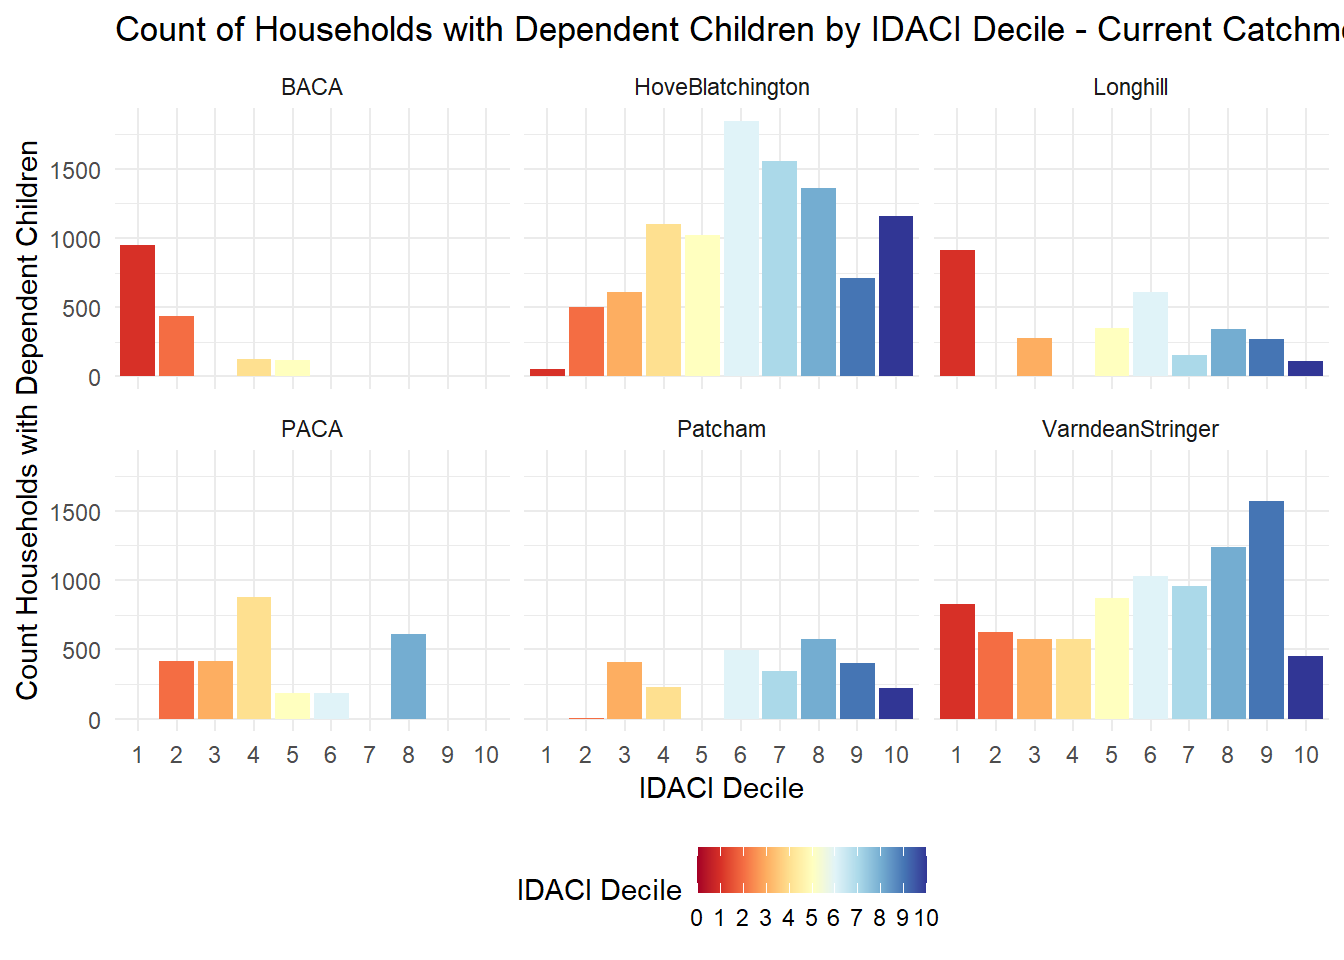 Count of Households with Dependent Children by IDACI Decile - Current Catchme
BACA
HoveBlatchington
Longhill
Count Households with Dependent Children
1500
1000
500
0
PACA
Patcham
VarndeanStringer
1500
1000
500
0
1 2 3 4 5 6 7 8 9 10
1 2 3 4 5 6 7 8 9 10
1 2 3 4 5 6 7 8 9 10
IDACI Decile
IDACI Decile
0 1 2 3 4 5 6 7 8 9 10